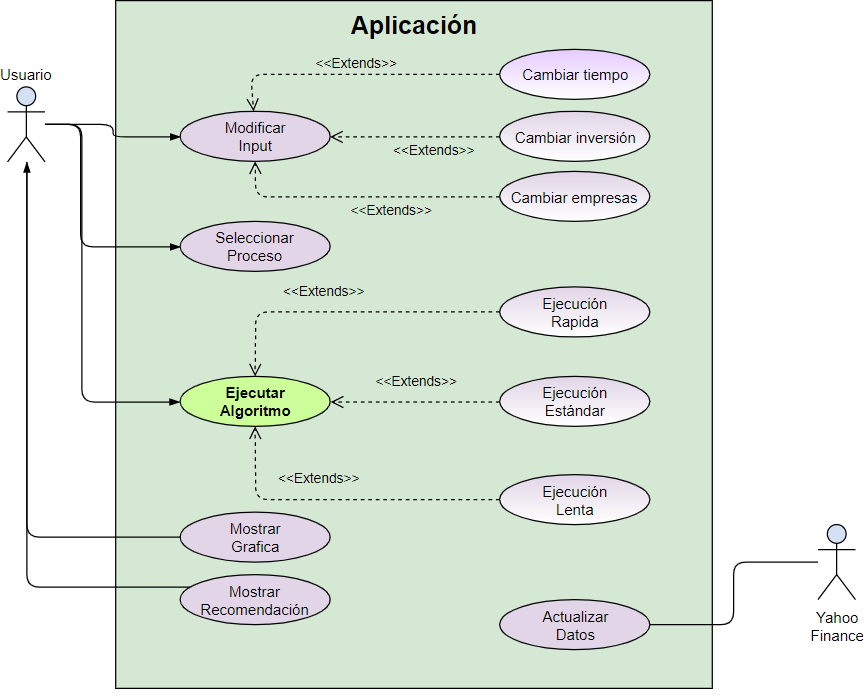 Aplicación
Usuario
<<Extends>>
Cambiar tiempo
Modificar
Input
<<Extends>>
Cambiar inversión
<<Extends>>
Cambiar empresas
Seleccionar
Proceso
<<Extends>>
Ejecución
Rapida
Ejecutar
Algoritmo
<<Extends>>
Ejecución
Estándar
<<Extends>>
Ejecución
Lenta
Mostrar
Grafica
Mostrar
Recomendación
Actualizar
Datos
Yahoo
Finance